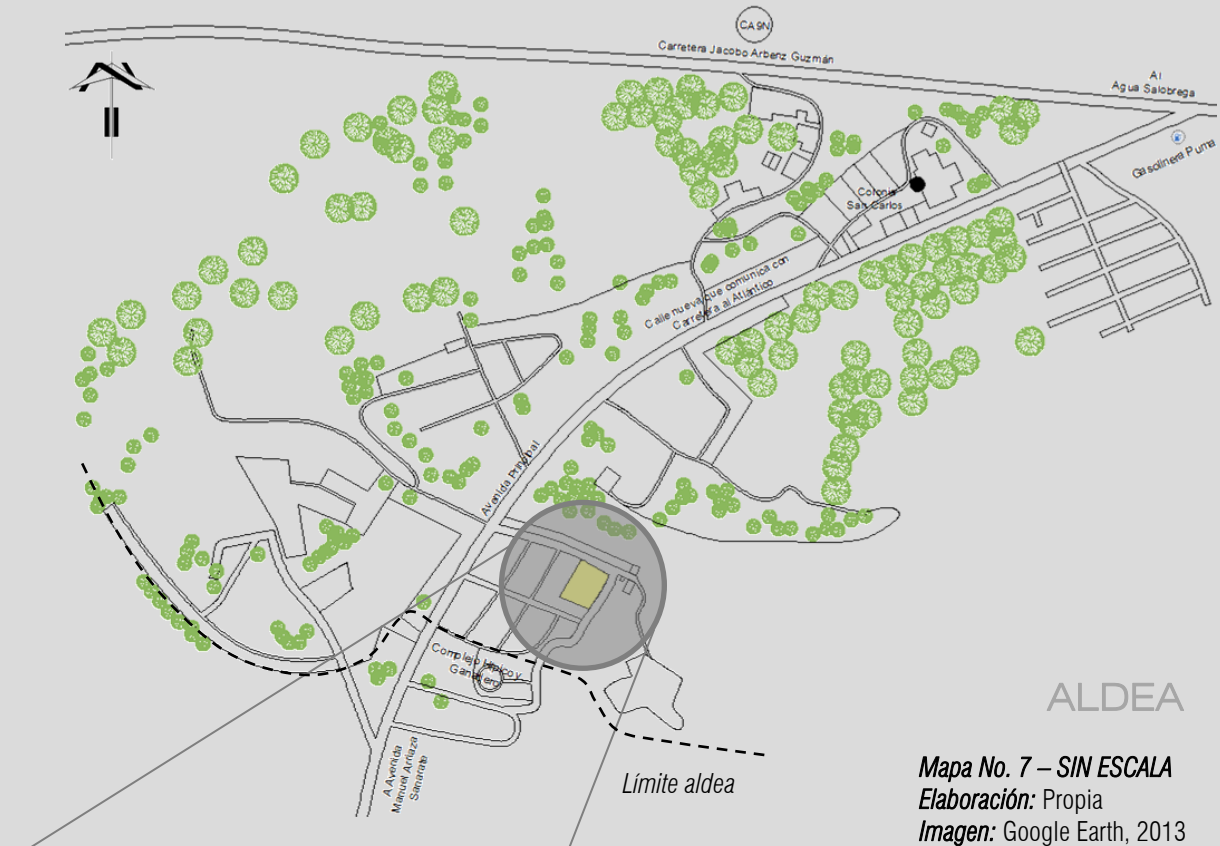 CA9N
Carretera Jacobo Arbenz Guzmán
Al
Agua Salobrega
Gasolinera Puma
Colonia
San Carlos
Calle nueva que comunica con
Carretera al Atlántico
Avenida Principal
Complejo Hípico y
Ganadero
A Avenida
Manuel Arriaza
Sanarate
Límite aldea
ALDEA
Mapa No. 7 – SIN ESCALA
Elaboración: Propia
Imagen: Google Earth, 2013